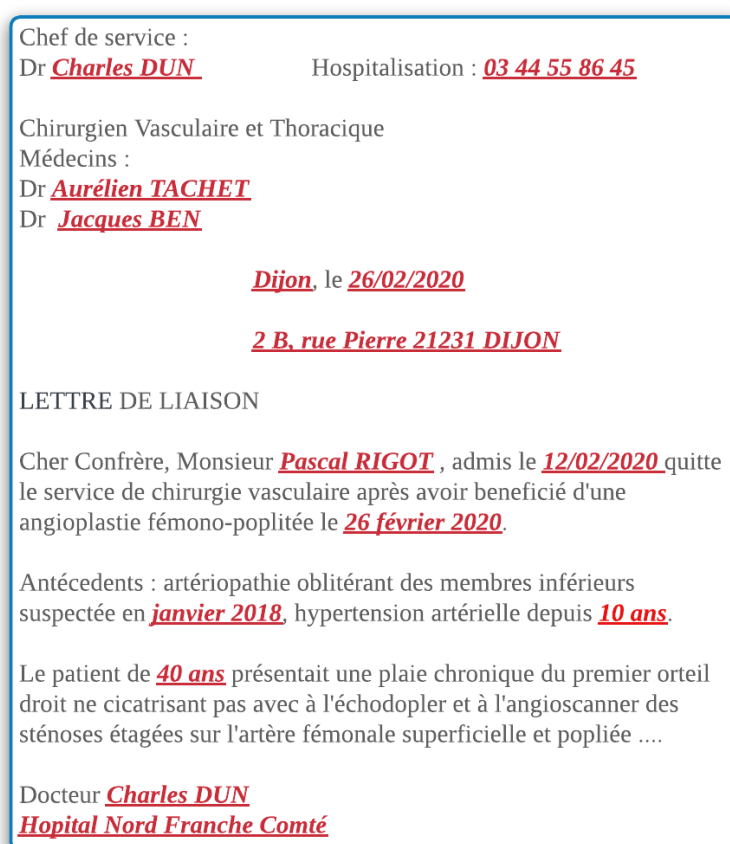 Chef de service :
Dr Charles DUN Hospitalisation : 03 44 55 86 45
Chirurgien Vasculaire et Thoracique
Médecins :
Dr Aurélien TACHET
Dr Jacques BEN
Dijon, le 26/02/2020
2 B, rue Pierre 21231 DIJON
LETTRE DE LIAISON
Cher Confrère, Monsieur Pascal RIGOT , admis le 12/02/2020 quitte
le service de chirurgie vasculaire après avoir beneficié d'une
angioplastie fémono-poplitée le 26 février 2020.
Antécedents : artériopathie oblitérant des membres inférieurs
suspectée en janvier 2018, hypertension artérielle depuis 10 ans.
Le patient de 40 ans présentait une plaie chronique du premier orteil
droit ne cicatrisant pas avec à l'échodopler et à l'angioscanner des
sténoses étagées sur l'artère fémonale superficielle et popliée ....
Docteur Charles DUN
Hopital Nord Franche Comté